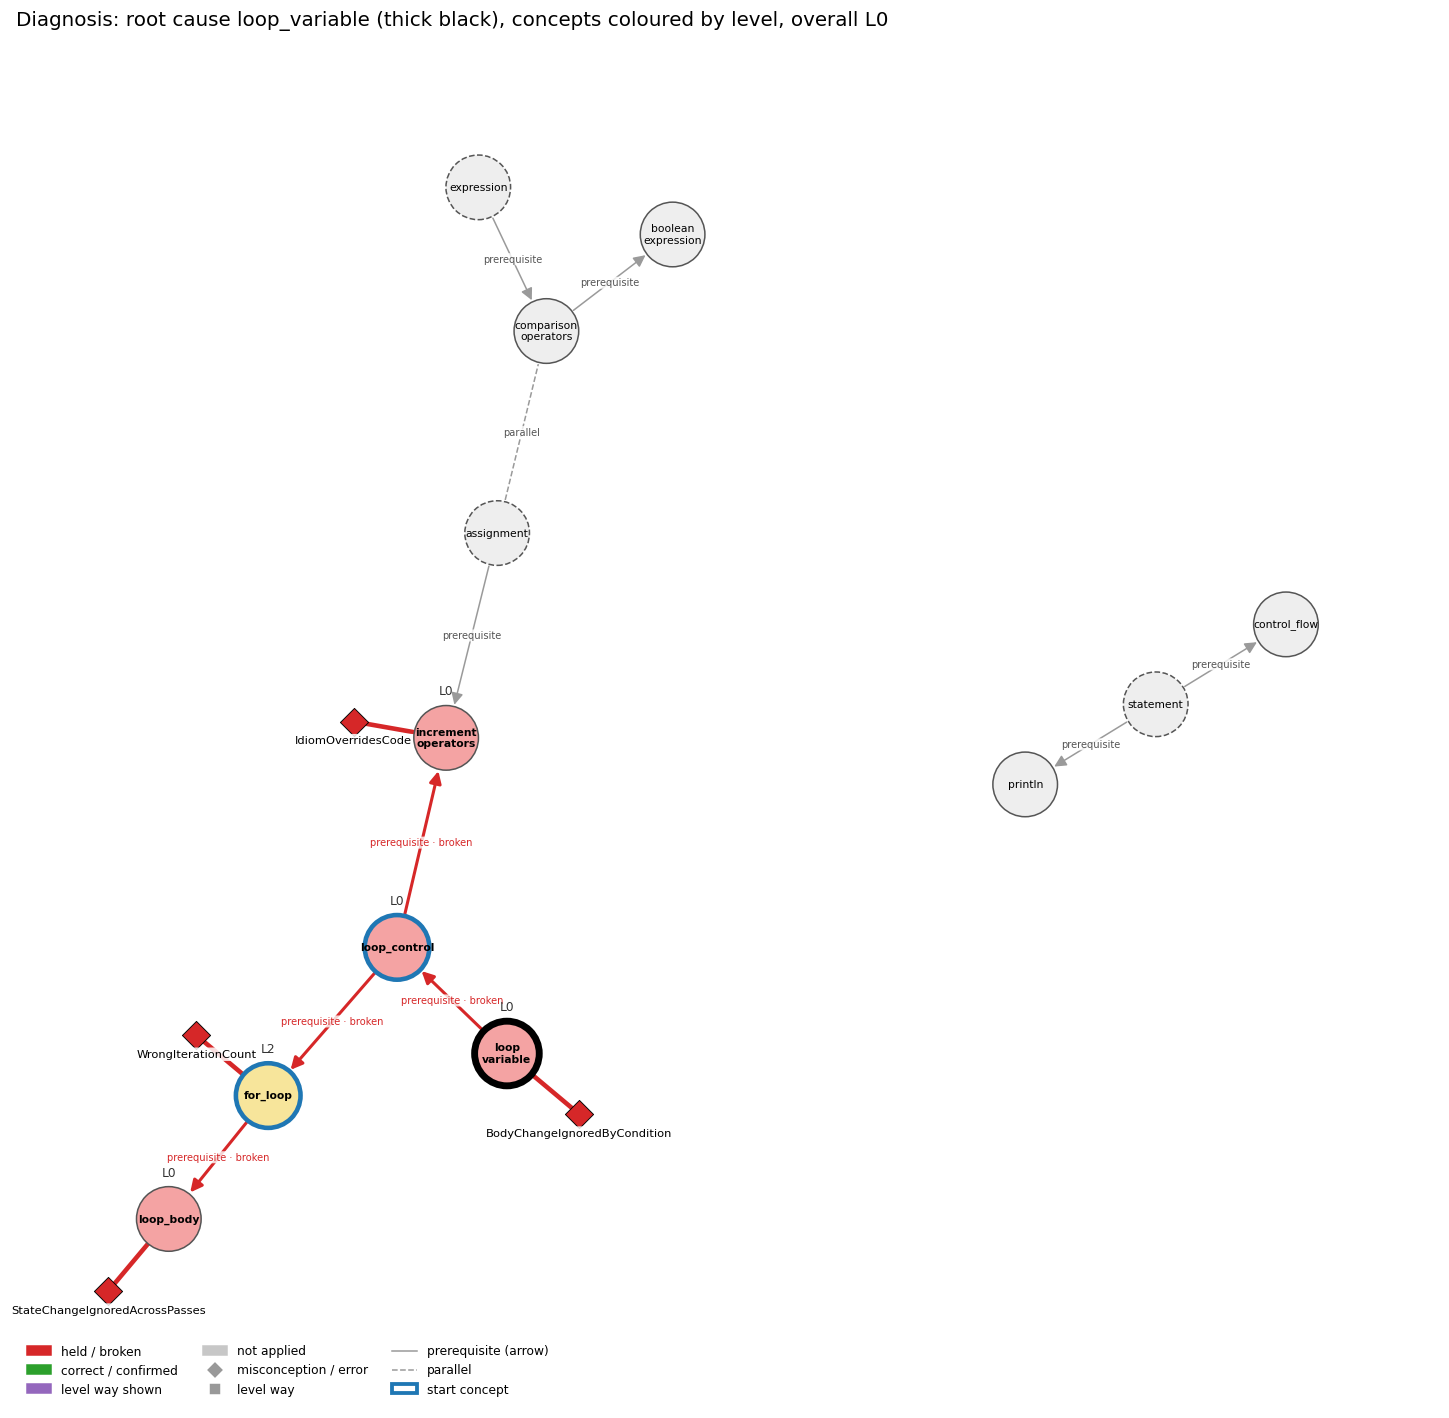 Diagnosis: root cause loop_variable (thick black), concepts coloured by level, overall L0
expression
boolean
expression
prerequisite
prerequisite
comparison
operators
parallel
assignment
control_flow
prerequisite
prerequisite
L0
statement
IdiomOverridesCode
increment
operators
prerequisite
println
prerequisite · broken
L0
loop_control
prerequisite · broken
L0
prerequisite · broken
WrongIterationCount
L2
loop
variable
for_loop
BodyChangeIgnoredByCondition
prerequisite · broken
L0
loop_body
StateChangeIgnoredAcrossPasses
held / broken
correct / confirmed
level way shown
not applied
misconception / error
level way
prerequisite (arrow)
parallel
start concept